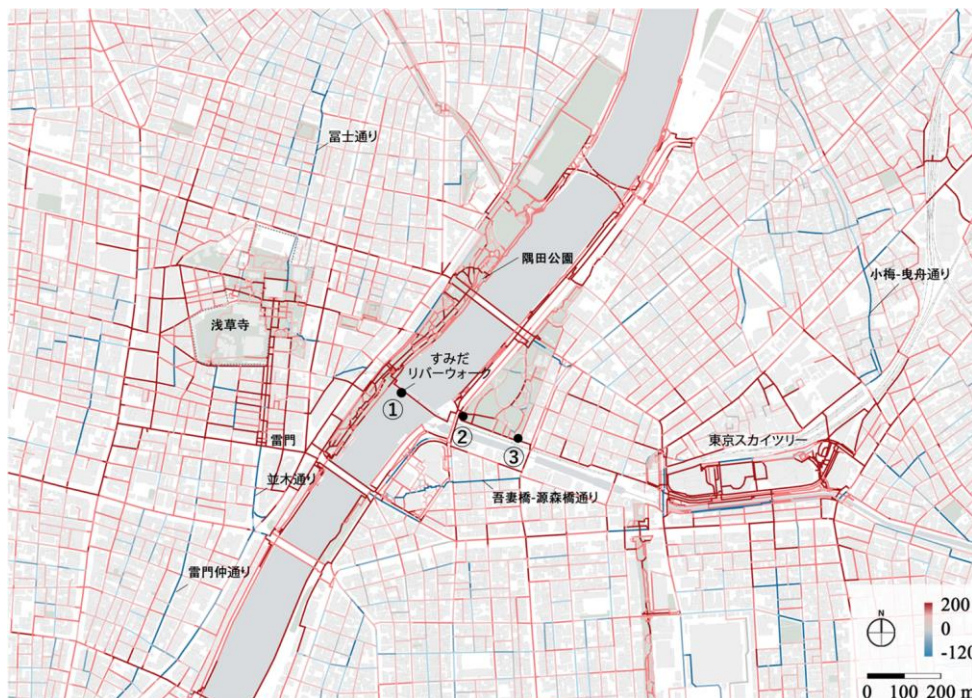 冨士通り
隅田公園
小梅-曳舟通り
浅草寺
すみだ
リバーウォーク
①
②
③
雷門
東京スカイツリー
並木通り
吾妻橋-源森橋通り
雷門仲通り
N
200
0
-120
0 100 200 m